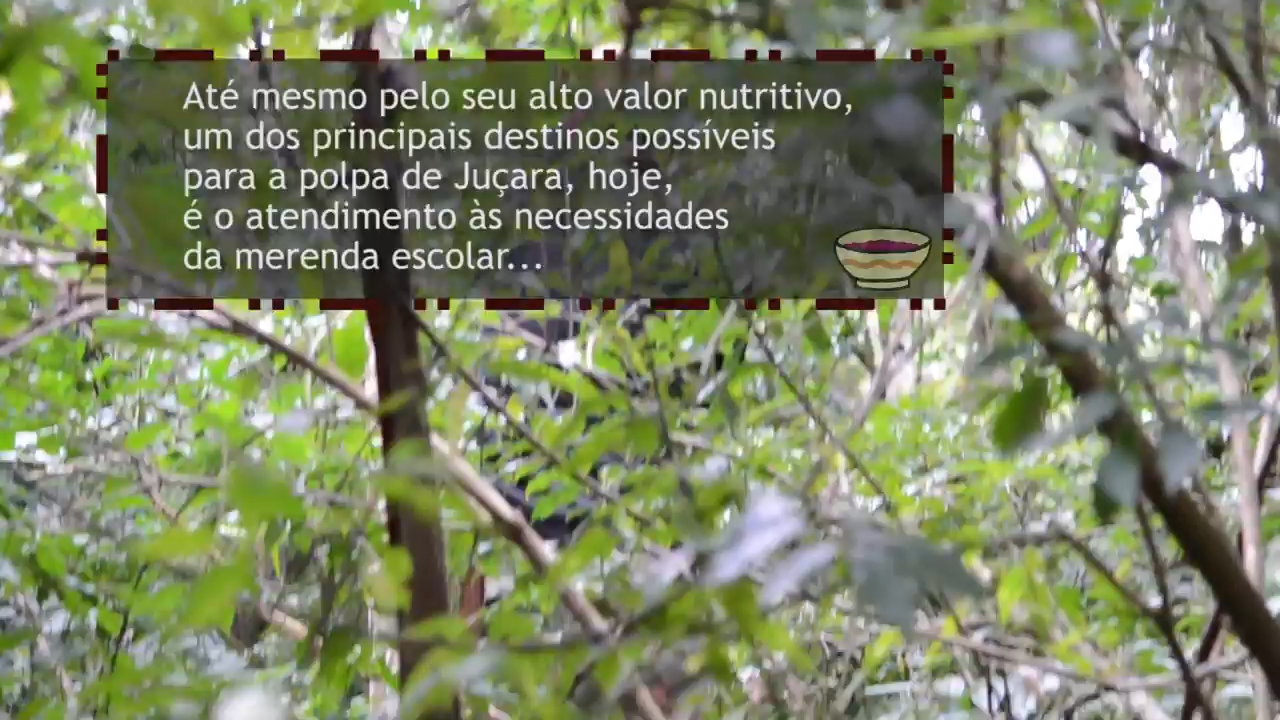 Até mesmo pelo seu alto valor nutritivo,
um dos principais destinos possíveis
para a polpa de Juçara, hoje,
é o atendimento às necessidades
da merenda escolar...